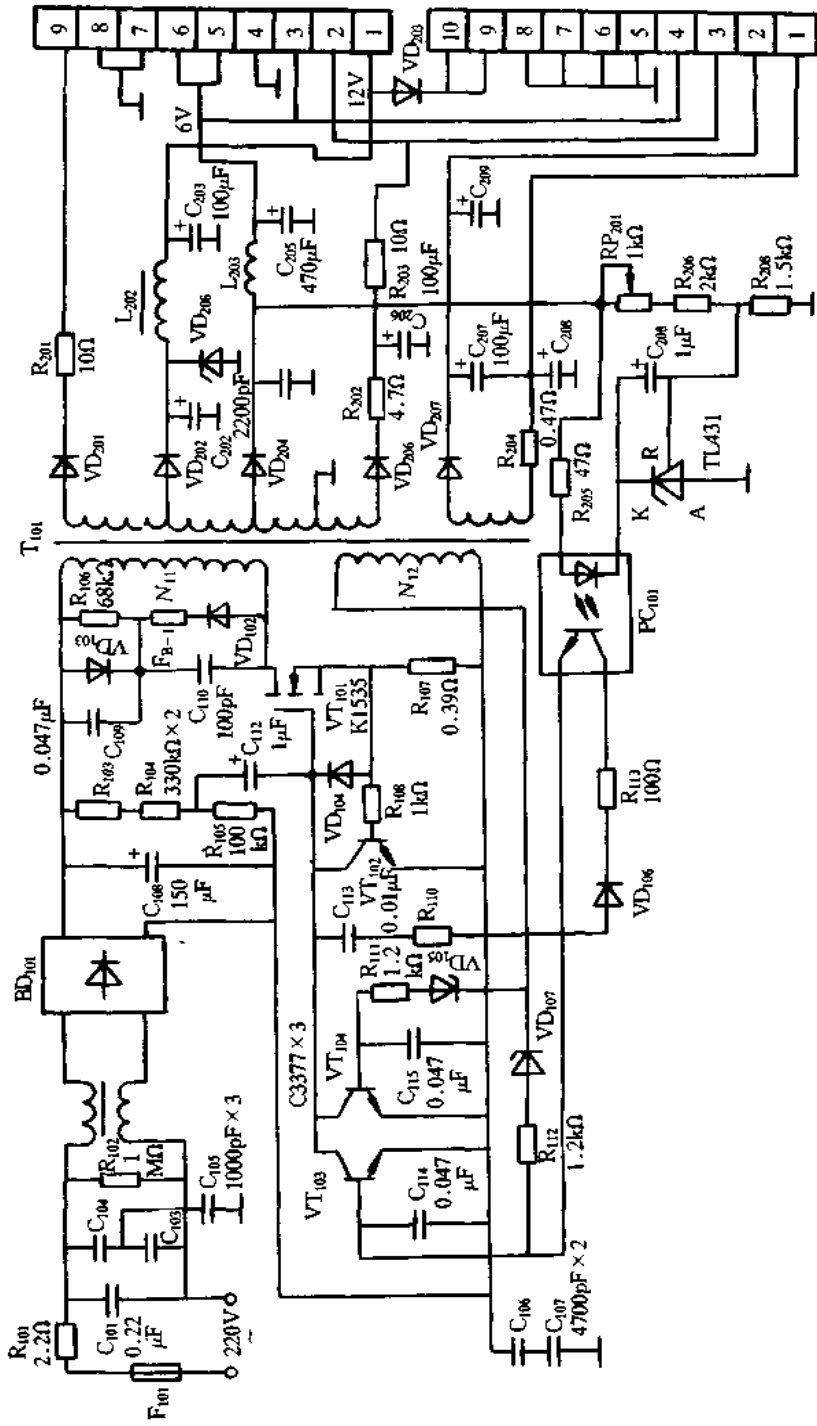 F₁₀₁
R₁₀₁
2.2Ω
220V
~
C₁₀₁
0.22
μF
C₁₀₄
C₁₀₃
R₁₀₂
1
MΩ
C₁₀₅
1000pF×3
BD₁₀₁
C₁₀₈
150
μF
R₁₀₃
R₁₀₄
330kΩ×2
R₁₀₅
100
kΩ
0.047μF
C₁₀₉
VD₁₀₃
R₁₀₆
68kΩ
N₁₁
F_B-1
VD₁₀₂
C₁₁₀
100pF
C₁₁₂
1μF
VT₁₀₁
K1535
R₁₀₇
0.39Ω
VD₁₀₄
R₁₀₈
1kΩ
VT₁₀₂
0.01μF
C₁₁₃
R₁₁₀
C3377×3
VT₁₀₄
R₁₁₁
1.2
kΩ
VD₁₀₃
C₁₁₅
0.047
μF
VT₁₀₃
C₁₁₄
0.047
μF
C₁₀₆
C₁₀₇
4700pF×2
R₁₁₂
1.2kΩ
VD₁₀₇
VD₁₀₆
R₁₁₃
100Ω
PC₁₀₁
N₁₂
T₁₀₁
VD₂₀₁
R₂₀₁
10Ω
VD₂₀₂
C₂₀₂
VD₂₀₆
L₂₀₂
C₂₀₃
100μF
VD₂₀₄
2200pF
L₂₀₃
C₂₀₅
470μF
VD₂₀₆
R₂₀₂
4.7Ω
R₂₀₃
10Ω
100μF
VD₂₀₇
C₂₀₇
100μF
C₂₀₉
R₂₀₄
0.47Ω
C₂₀₈
R₂₀₅
47Ω
K
R
A
TL431
C₂₀₈
1μF
RP₂₀₁
1kΩ
R₂₀₆
2kΩ
R₂₀₈
1.5kΩ
6V
12V
VD₂₀₃
9
8
7
6
5
4
3
2
1
10
9
8
7
6
5
4
3
2
1